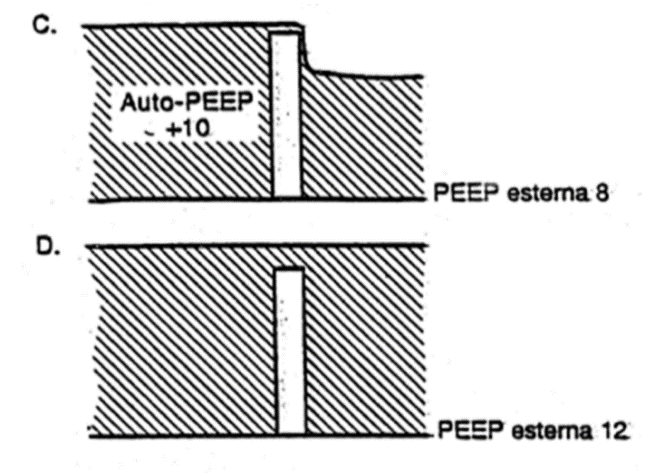 C.
Auto-PEEP
+10
PEEP esterna 8
D.
PEEP esterna 12